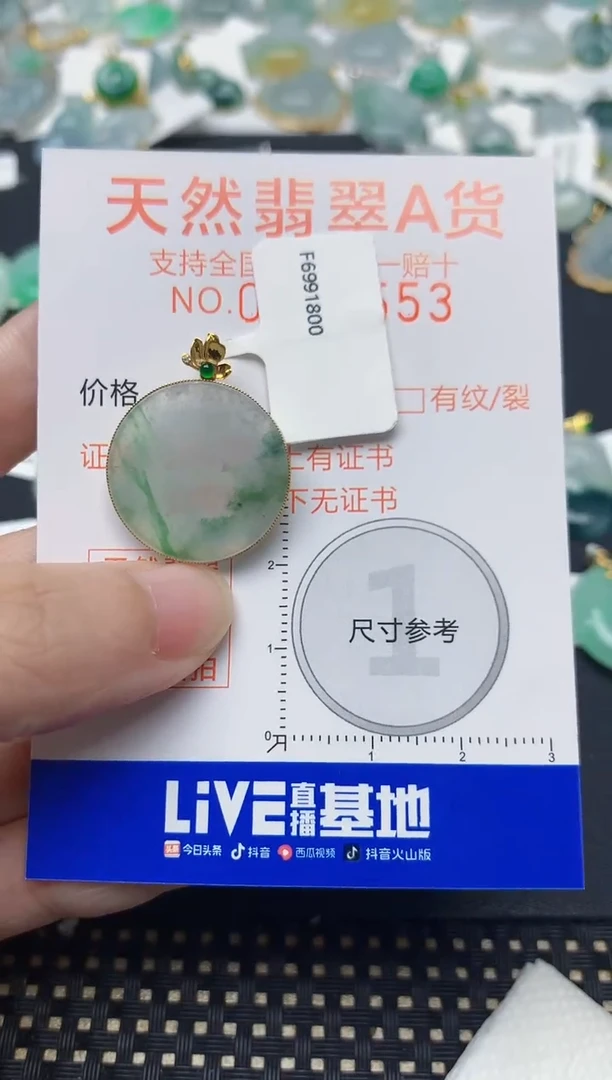 天然翡翠A货
支持全国 一赔十
NO.0 553
F6991800
价格 有纹/裂
证 上有证书
下无证书
2
1
0
1 2 3
1
尺寸参考
LiVE直播基地
头条 今日头条 抖音 西瓜视频 抖音火山版